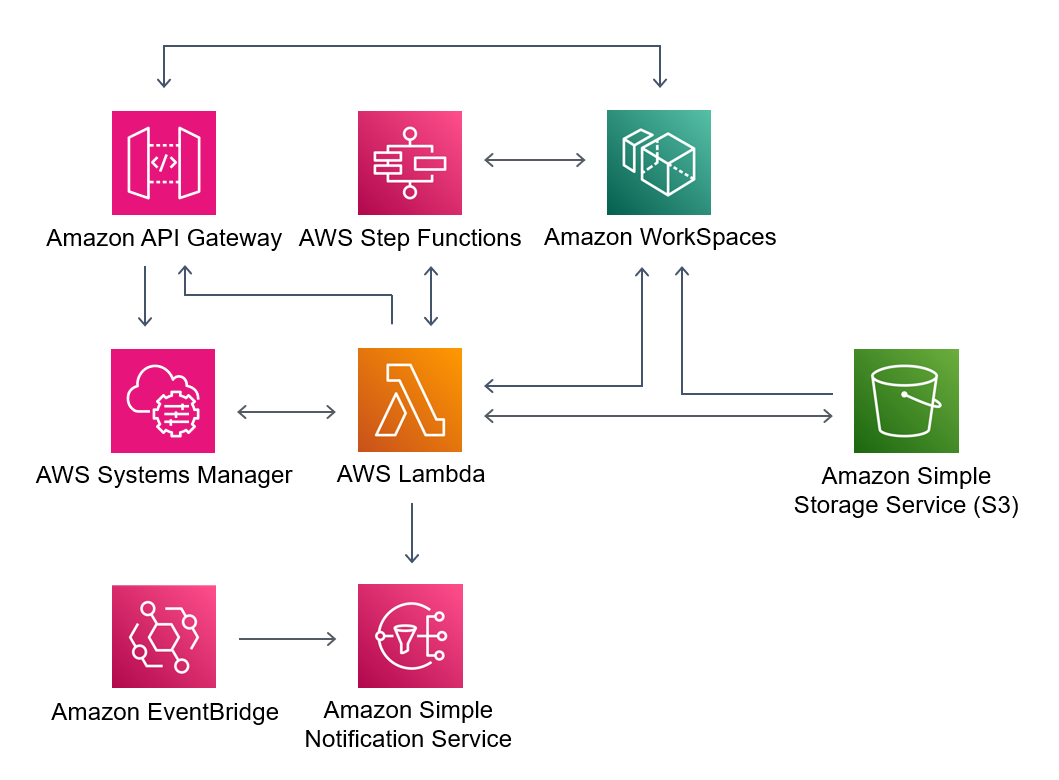 Amazon API Gateway
AWS Step Functions
Amazon WorkSpaces
AWS Systems Manager
AWS Lambda
Amazon Simple
Storage Service (S3)
Amazon EventBridge
Amazon Simple
Notification Service